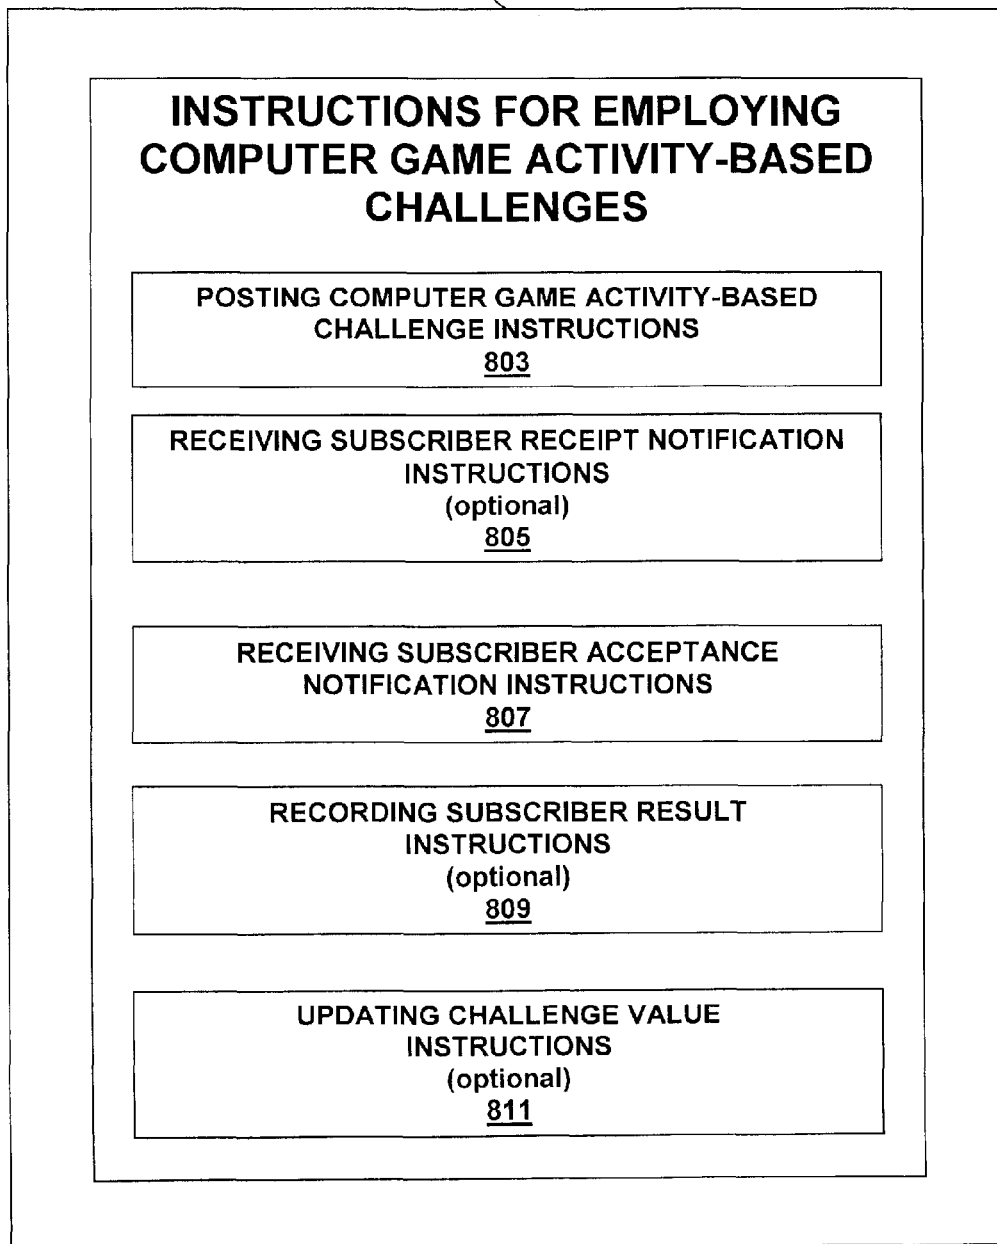 INSTRUCTIONS FOR EMPLOYING
COMPUTER GAME ACTIVITY-BASED
CHALLENGES
POSTING COMPUTER GAME ACTIVITY-BASED
CHALLENGE INSTRUCTIONS
803
RECEIVING SUBSCRIBER RECEIPT NOTIFICATION
INSTRUCTIONS
(optional)
805
RECEIVING SUBSCRIBER ACCEPTANCE
NOTIFICATION INSTRUCTIONS
807
RECORDING SUBSCRIBER RESULT
INSTRUCTIONS
(optional)
809
UPDATING CHALLENGE VALUE
INSTRUCTIONS
(optional)
811